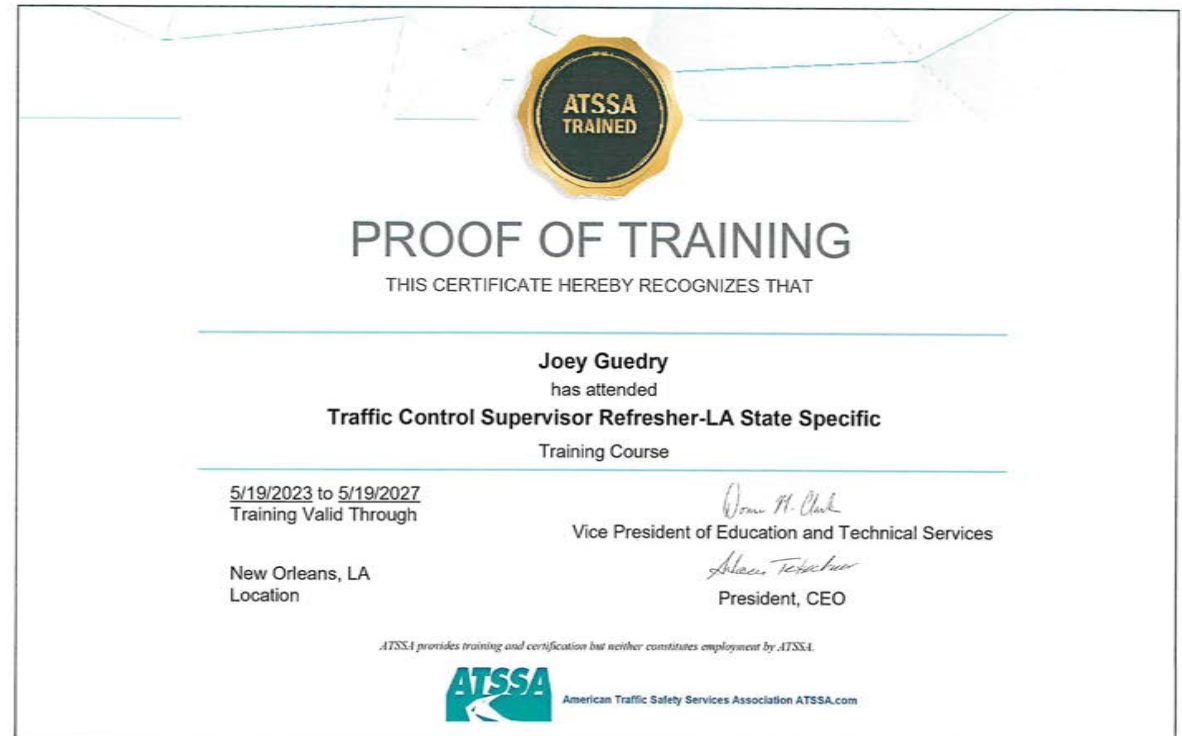 ATSSA
TRAINED
PROOF OF TRAINING
THIS CERTIFICATE HEREBY RECOGNIZES THAT
Joey Guedry
has attended
Traffic Control Supervisor Refresher-LA State Specific
Training Course
5/19/2023 to 5/19/2027
Training Valid Through
Donna M. Clark
Vice President of Education and Technical Services
New Orleans, LA
Location
President, CEO
ATSSA provides training and certification but neither constitutes employment by ATSSA.
ATSSA
American Traffic Safety Services Association ATSSA.com